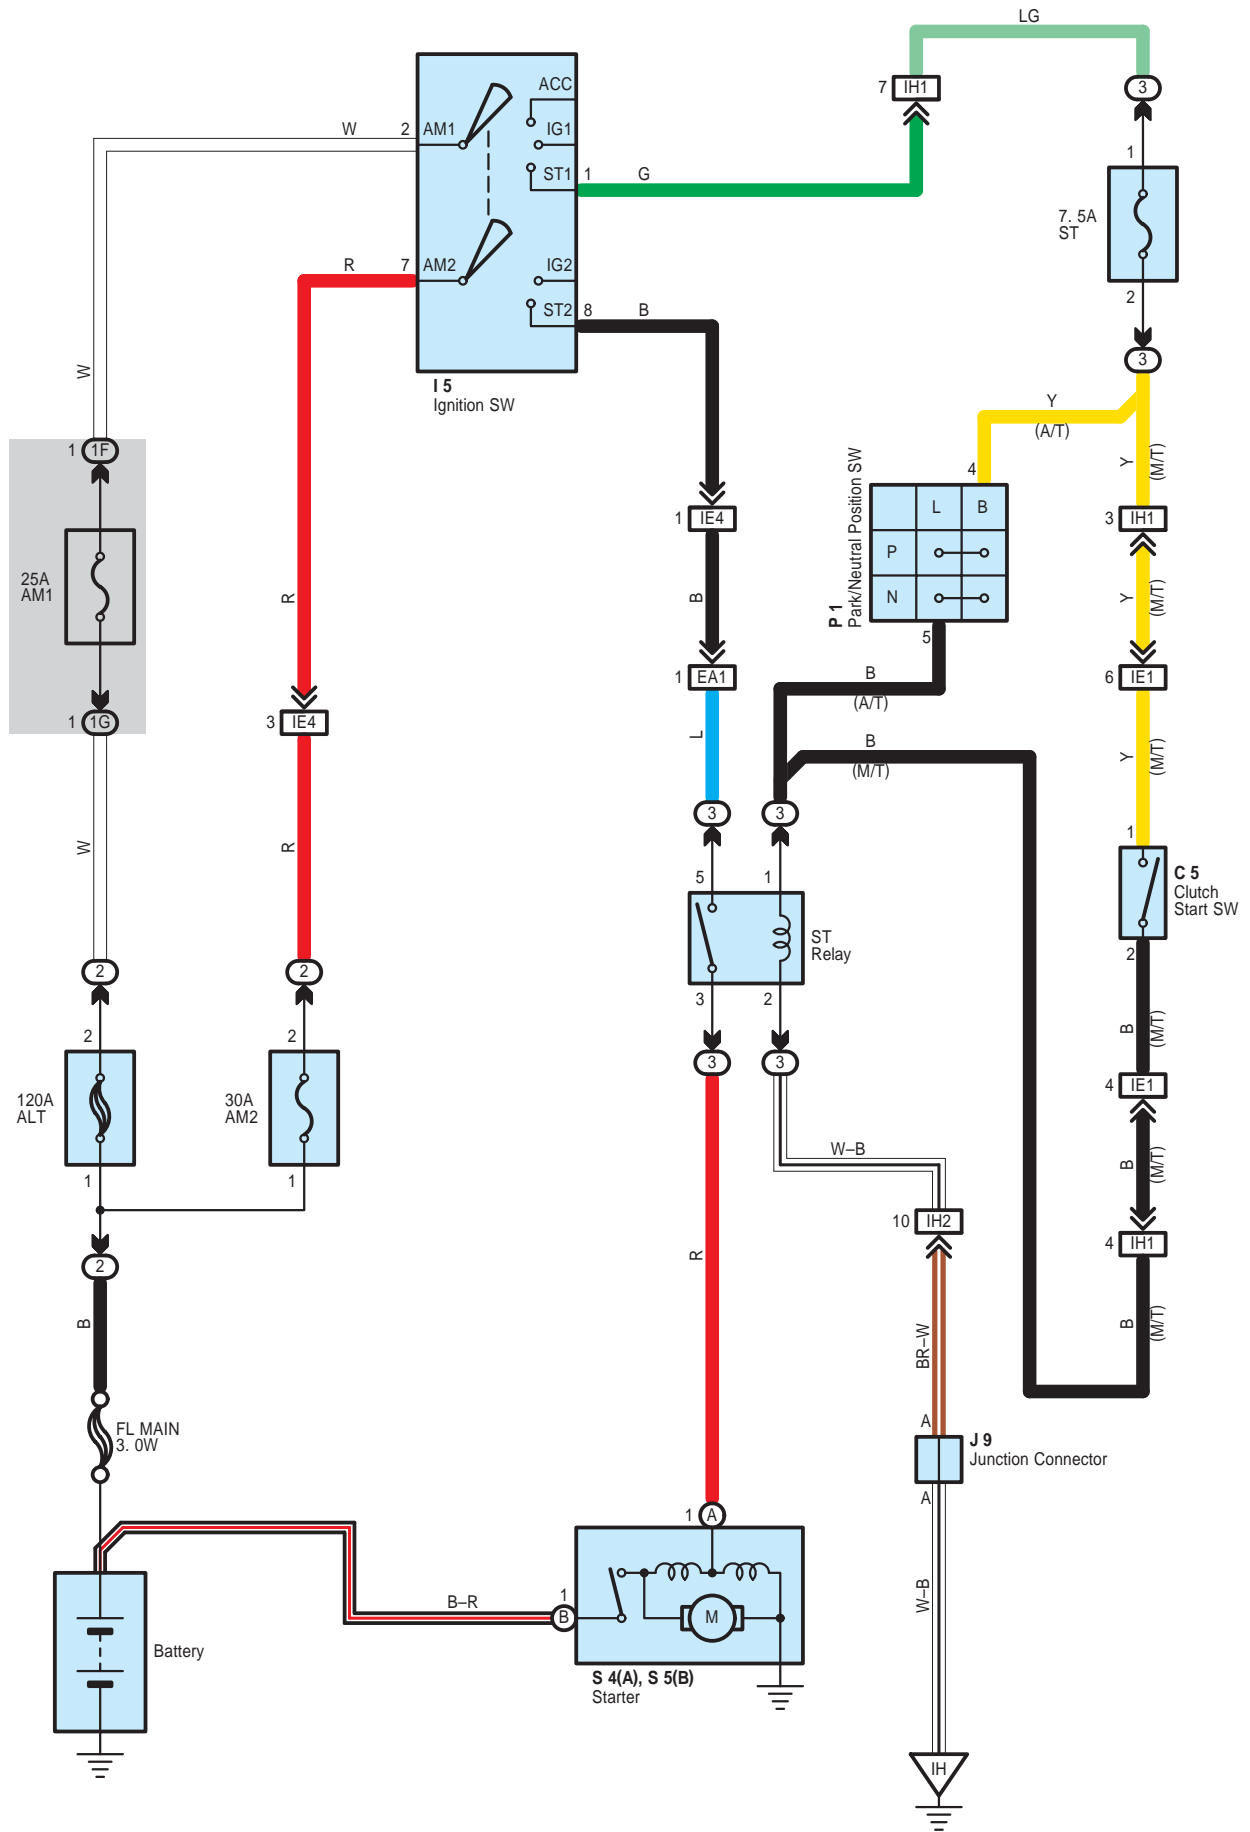 LG
7 IH1
3
ACC
W 2 AM1 IG1
ST1 1 G
1
7. 5A
ST
2
3
R 7 AM2 IG2
ST2 8 B
I 5
Ignition SW
W
1 1F
25A
AM1
1 1G
W
R
3 IE4
R
1 IE4
B
1 EA1
L
Y
(A/T)
4
P 1
Park/Neutral Position SW
L B
P
N
5
B
(A/T)
B
(M/T)
Y
(M/T)
3 IH1
Y
(M/T)
6 IE1
Y
(M/T)
1
C 5
Clutch
Start SW
2
B
(M/T)
4 IE1
B
(M/T)
4 IH1
B
(M/T)
3 3
5 1
ST
Relay
3 2
3 3
2 2
2 2
120A
ALT
30A
AM2
1 1
2
B
FL MAIN
3. 0W
R
W–B
10 IH2
BR–W
A
J 9
Junction Connector
A
W–B
IH
1 A
B–R
1
B
M
S 4(A), S 5(B)
Starter
Battery